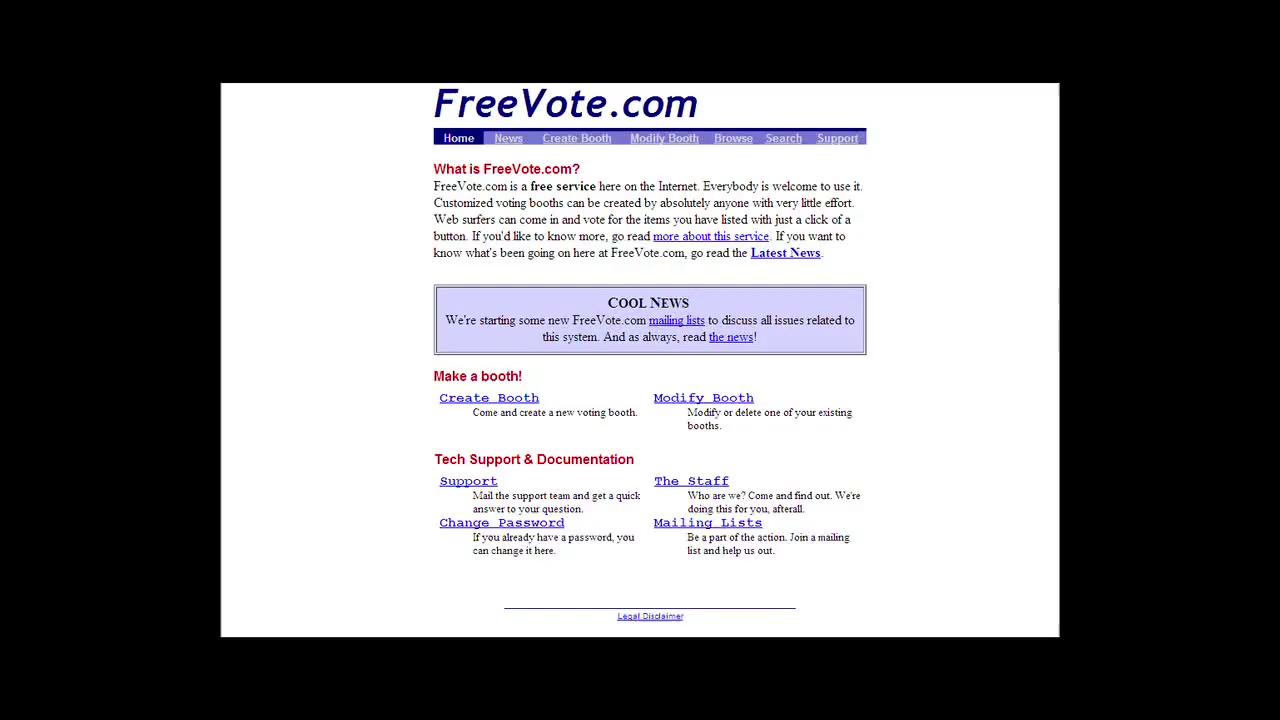 FreeVote.com
Home News Create Booth Modify Booth Browse Search Support
What is FreeVote.com?
FreeVote.com is a free service here on the Internet. Everybody is welcome to use it.
Customized voting booths can be created by absolutely anyone with very little effort.
Web surfers can come in and vote for the items you have listed with just a click of a
button. If you'd like to know more, go read more about this service. If you want to
know what's been going on here at FreeVote.com, go read the Latest News.
COOL NEWS
We're starting some new FreeVote.com mailing lists to discuss all issues related to
this system. And as always, read the news!
Make a booth!
Create Booth
Come and create a new voting booth.
Modify Booth
Modify or delete one of your existing
booths.
Tech Support & Documentation
Support
Mail the support team and get a quick
answer to your question.
The Staff
Who are we? Come and find out. We're
doing this for you, afterall.
Change Password
If you already have a password, you
can change it here.
Mailing Lists
Be a part of the action. Join a mailing
list and help us out.
Legal Disclaimer